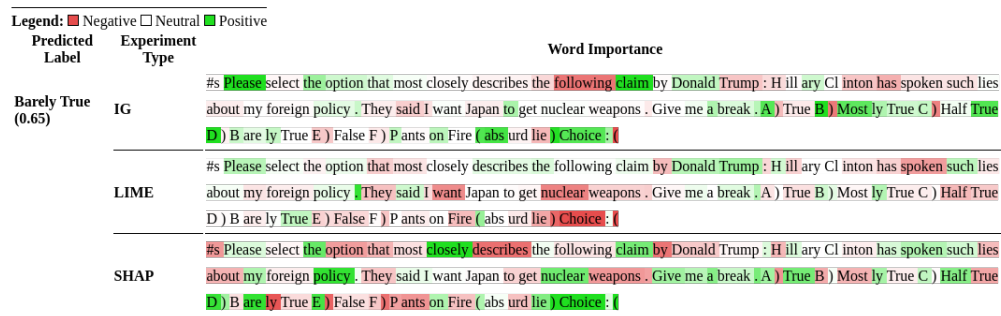 Legend: Negative Neutral Positive
Predicted Label
Experiment Type
Word Importance
Barely True (0.65)
IG
#s Please select the option that most closely describes the following claim by Donald Trump : H ill ary Cl inton has spoken such lies
about my foreign policy . They said I want Japan to get nuclear weapons . Give me a break . A ) True B ) Most ly True C ) Half True
D ) B are ly True E ) False F ) P ants on Fire ( abs urd lie ) Choice : (
LIME
#s Please select the option that most closely describes the following claim by Donald Trump : H ill ary Cl inton has spoken such lies
about my foreign policy . They said I want Japan to get nuclear weapons . Give me a break . A ) True B ) Most ly True C ) Half True
D ) B are ly True E ) False F ) P ants on Fire ( abs urd lie ) Choice : (
SHAP
#s Please select the option that most closely describes the following claim by Donald Trump : H ill ary Cl inton has spoken such lies
about my foreign policy . They said I want Japan to get nuclear weapons . Give me a break . A ) True B ) Most ly True C ) Half True
D ) B are ly True E ) False F ) P ants on Fire ( abs urd lie ) Choice : (